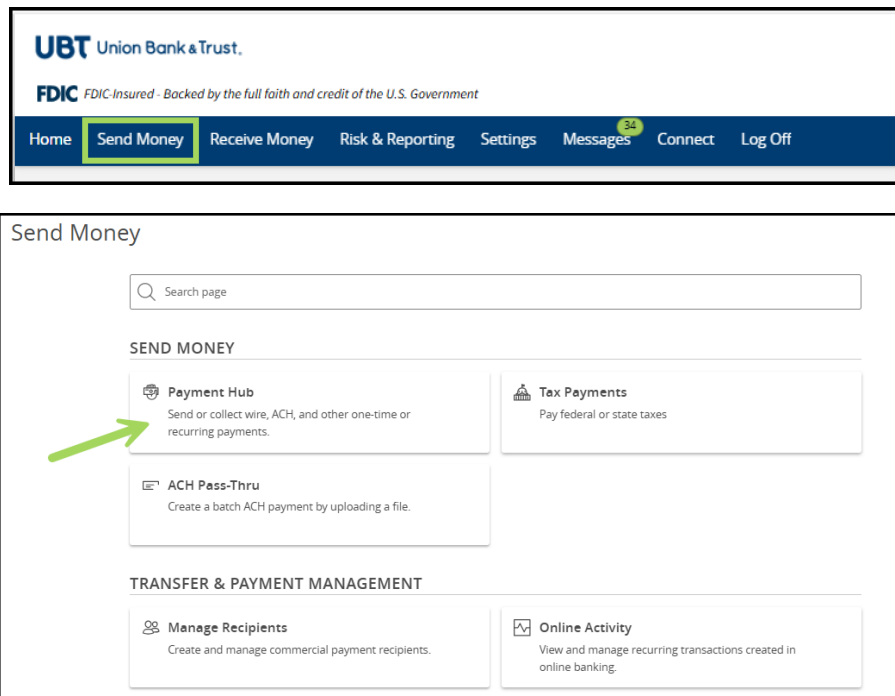 UBT Union Bank & Trust.
FDIC FDIC-Insured - Backed by the full faith and credit of the U.S. Government
34
Home Send Money Receive Money Risk & Reporting Settings Messages Connect Log Off
Send Money
Search page
SEND MONEY
Payment Hub
Send or collect wire, ACH, and other one-time or
recurring payments.
Tax Payments
Pay federal or state taxes
ACH Pass-Thru
Create a batch ACH payment by uploading a file.
TRANSFER & PAYMENT MANAGEMENT
Manage Recipients
Create and manage commercial payment recipients.
Online Activity
View and manage recurring transactions created in
online banking.